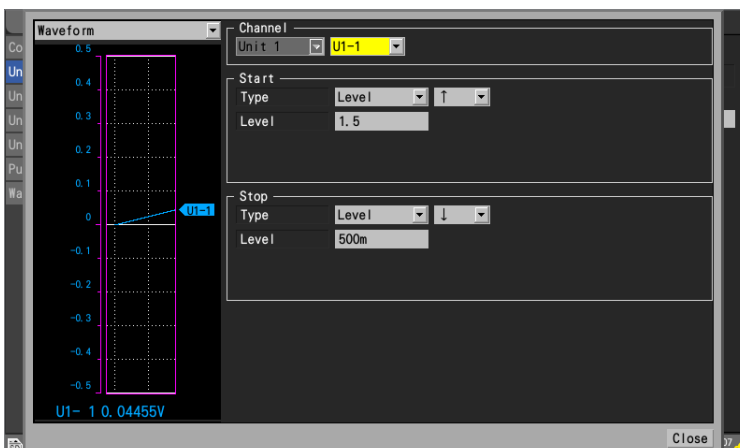 Waveform
0.5
0.4
0.3
0.2
0.1
0
-0.1
-0.2
-0.3
-0.4
-0.5
U1-1
U1- 1 0.04455V
Channel
Unit 1 U1-1
Start
Type Level ↑
Level 1.5
Stop
Type Level ↓
Level 500m
Close
Co
Un
Un
Un
Un
Pu
Wa